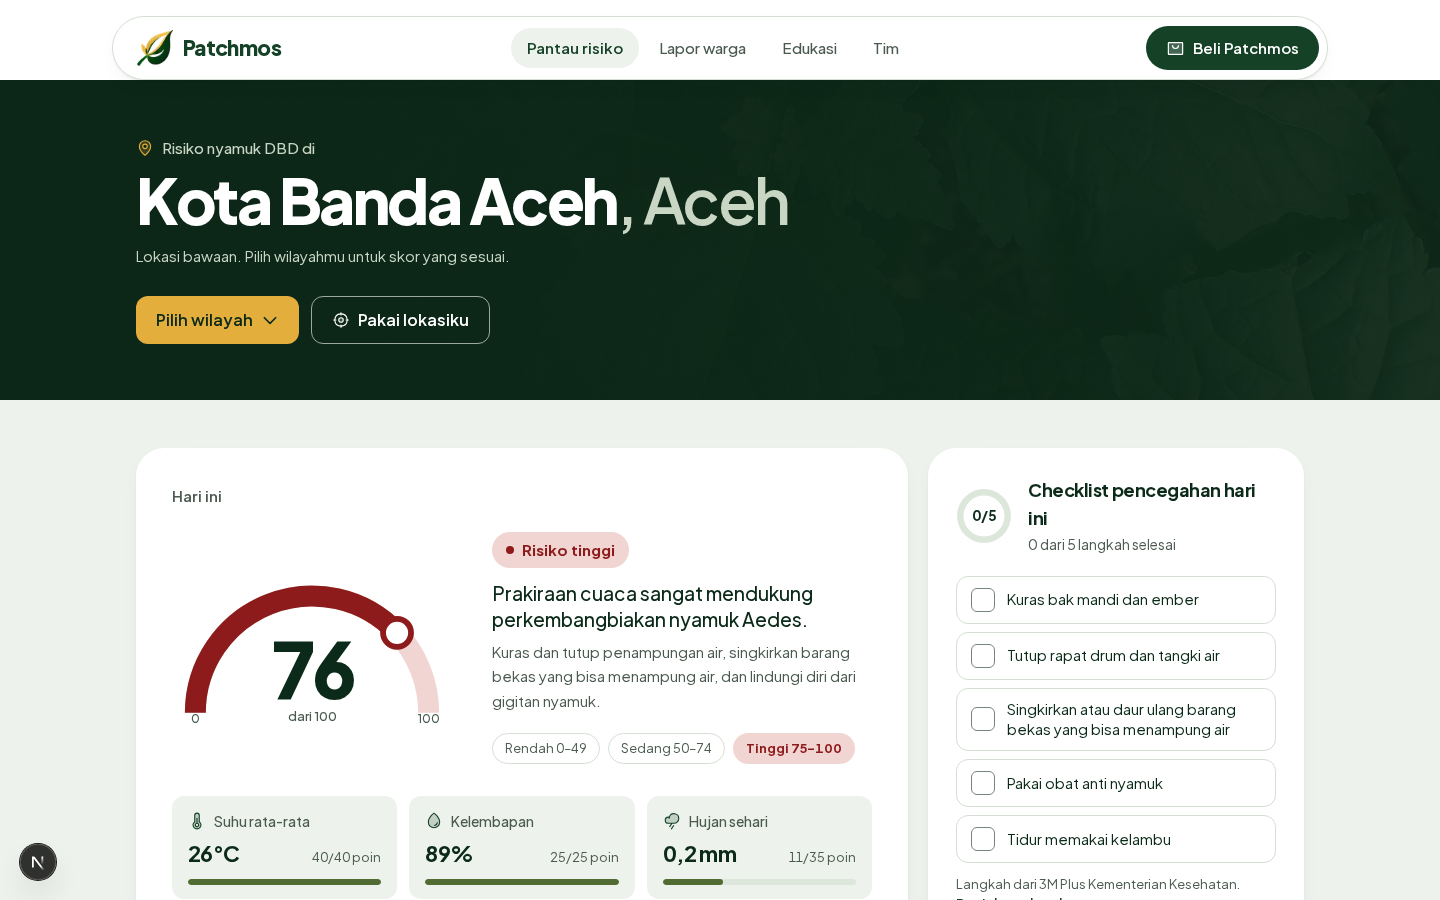 Patchmos
Pantau risiko
Lapor warga
Edukasi
Tim
Beli Patchmos
Risiko nyamuk DBD di
Kota Banda Aceh, Aceh
Lokasi bawaan. Pilih wilayahmu untuk skor yang sesuai.
Pilih wilayah
Pakai lokasiku
Hari ini
76
dari 100
0
100
Risiko tinggi
Prakiraan cuaca sangat mendukung
perkembangbiakan nyamuk Aedes.
Kuras dan tutup penampungan air, singkirkan barang
bekas yang bisa menampung air, dan lindungi diri dari
gigitan nyamuk.
Rendah 0–49
Sedang 50–74
Tinggi 75–100
Suhu rata-rata
26°C
40/40 poin
Kelembapan
89%
25/25 poin
Hujan sehari
0,2 mm
11/35 poin
0/5
Checklist pencegahan hari
ini
0 dari 5 langkah selesai
Kuras bak mandi dan ember
Tutup rapat drum dan tangki air
Singkirkan atau daur ulang barang
bekas yang bisa menampung air
Pakai obat anti nyamuk
Tidur memakai kelambu
Langkah dari 3M Plus Kementerian Kesehatan.
N